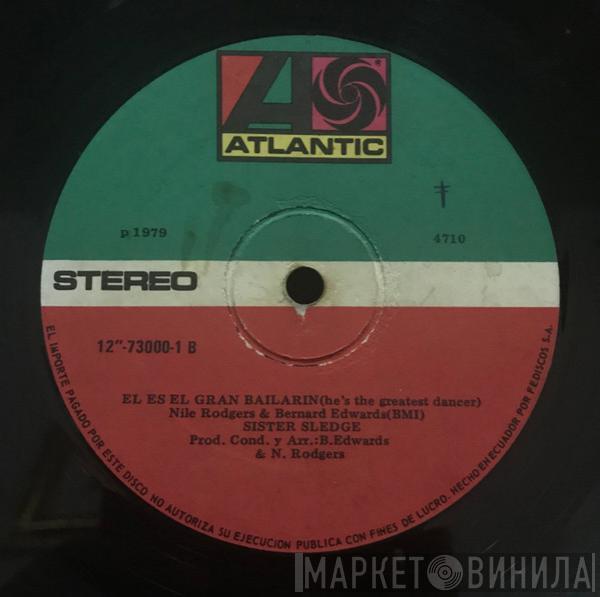 ATLANTIC
p 1979
4710
STEREO
12"-73000-1 B
EL ES EL GRAN BAILARIN(he's the greatest dancer)
Nile Rodgers & Bernard Edwards(BMI)
SISTER SLEDGE
Prod. Cond. y Arr.:B.Edwards
& N. Rodgers
EL IMPORTE PAGADO POR ESTE DISCO NO AUTORIZA SU EJECUCION PUBLICA CON FINES DE LUCRO. HECHO EN ECUADOR POR FEDISCOS S.A.
МАРКЕТ ВИНИЛА